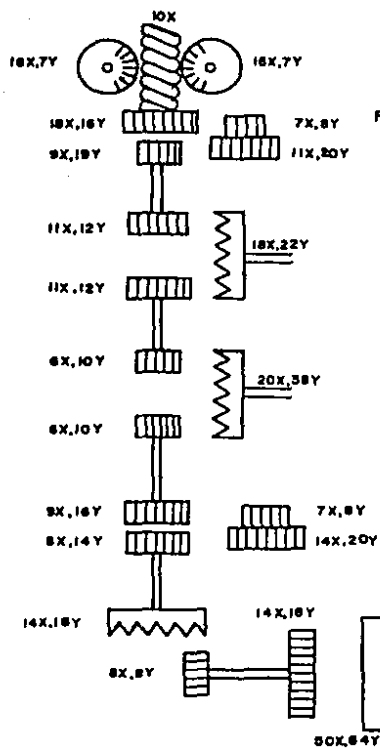 10X
16X,7Y
16X,7Y
18X,16Y
7X,8Y
F
9X,19Y
11X,20Y
11X,12Y
18X,22Y
11X,12Y
6X,10Y
20X,38Y
6X,10Y
9X,16Y
7X,8Y
8X,14Y
14X,20Y
14X,16Y
14X,16Y
8X,8Y
50X,64Y